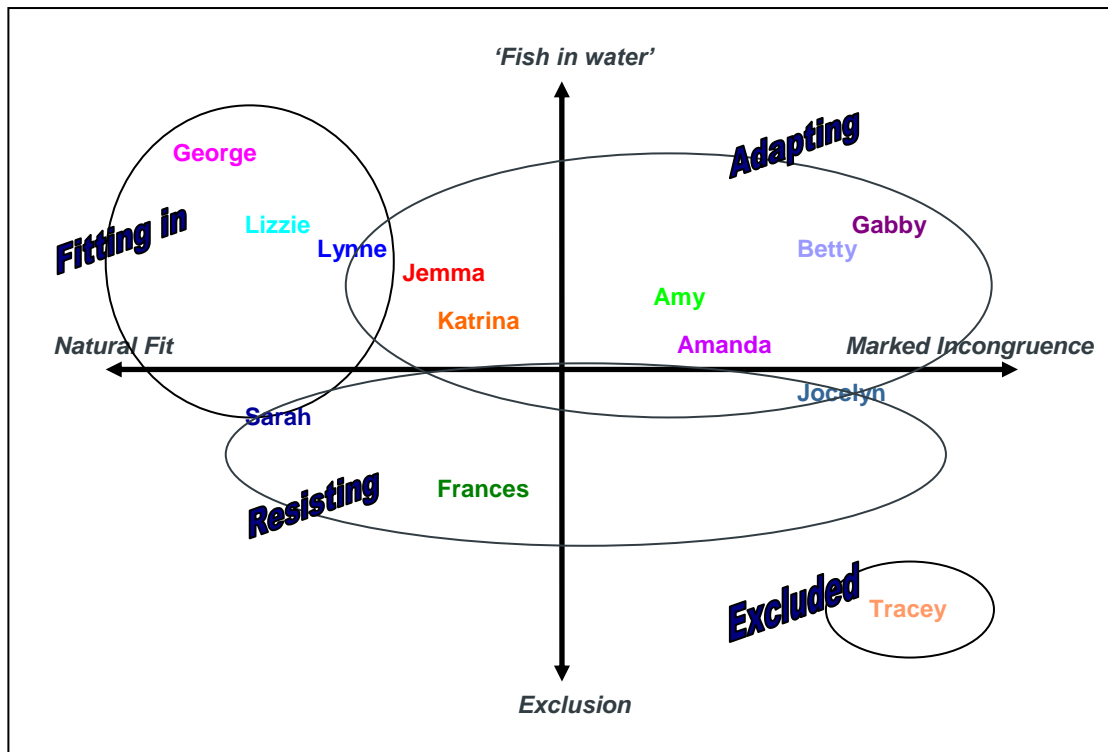 ‘Fish in water’
Adapting
George
Fitting in
Lizzie
Gabby
Lynne
Betty
Jemma
Amy
Katrina
Natural Fit
Amanda
Marked Incongruence
Jocelyn
Sarah
Resisting
Frances
Excluded
Tracey
Exclusion